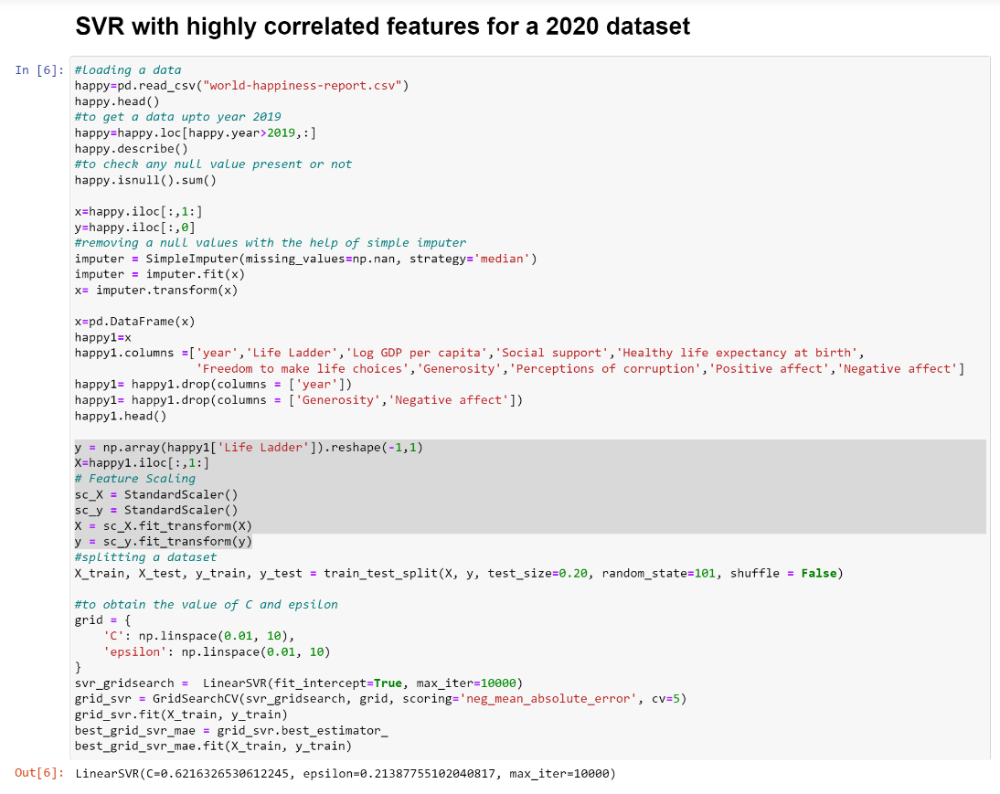 SVR with highly correlated features for a 2020 dataset
In [6]: #loading a data
happy=pd.read_csv("world-happiness-report.csv")
happy.head()
#to get a data upto year 2019
happy=happy.loc[happy.year>2019,:]
happy.describe()
#to check any null value present or not
happy.isnull().sum()
x=happy.iloc[:,1:]
y=happy.iloc[:,0]
#removing a null values with the help of simple imputer
imputer = SimpleImputer(missing_values=np.nan, strategy='median')
imputer = imputer.fit(x)
x= imputer.transform(x)
x=pd.DataFrame(x)
happy1=x
happy1.columns =['year','Life Ladder','Log GDP per capita','Social support','Healthy life expectancy at birth',
'Freedom to make life choices','Generosity','Perceptions of corruption','Positive affect','Negative affect']
happy1= happy1.drop(columns = ['year'])
happy1= happy1.drop(columns = ['Generosity','Negative affect'])
happy1.head()
y = np.array(happy1['Life Ladder']).reshape(-1,1)
X=happy1.iloc[:,1:]
# Feature Scaling
sc_X = StandardScaler()
sc_y = StandardScaler()
X = sc_X.fit_transform(X)
y = sc_y.fit_transform(y)
#splitting a dataset
X_train, X_test, y_train, y_test = train_test_split(X, y, test_size=0.20, random_state=101, shuffle = False)
#to obtain the value of C and epsilon
grid = {
'C': np.linspace(0.01, 10),
'epsilon': np.linspace(0.01, 10)
}
svr_gridsearch =  LinearSVR(fit_intercept=True, max_iter=10000)
grid_svr = GridSearchCV(svr_gridsearch, grid, scoring='neg_mean_absolute_error', cv=5)
grid_svr.fit(X_train, y_train)
best_grid_svr_mae = grid_svr.best_estimator_
best_grid_svr_mae.fit(X_train, y_train)
Out[6]: LinearSVR(C=0.6216326530612245, epsilon=0.21387755102040817, max_iter=10000)